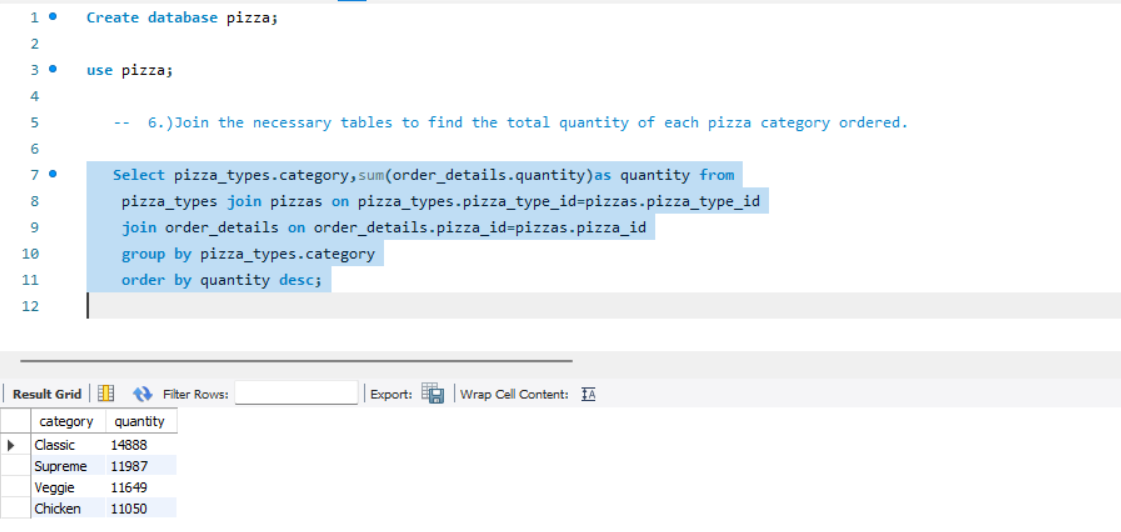 1 Create database pizza;
2
3 use pizza;
4
5 -- 6.)Join the necessary tables to find the total quantity of each pizza category ordered.
6
7 Select pizza_types.category,sum(order_details.quantity)as quantity from
8 pizza_types join pizzas on pizza_types.pizza_type_id=pizzas.pizza_type_id
9 join order_details on order_details.pizza_id=pizzas.pizza_id
10 group by pizza_types.category
11 order by quantity desc;
12
Result Grid Filter Rows: Export: Wrap Cell Content: IA
category quantity
Classic 14888
Supreme 11987
Veggie 11649
Chicken 11050